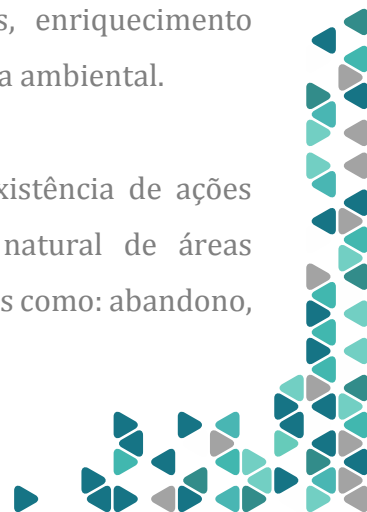 s, enriquecimento
a ambiental.
xistência de ações
natural de áreas
s como: abandono,